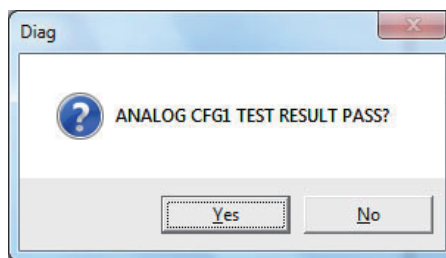 Diag
ANALOG CFG1 TEST RESULT PASS?
Yes
No